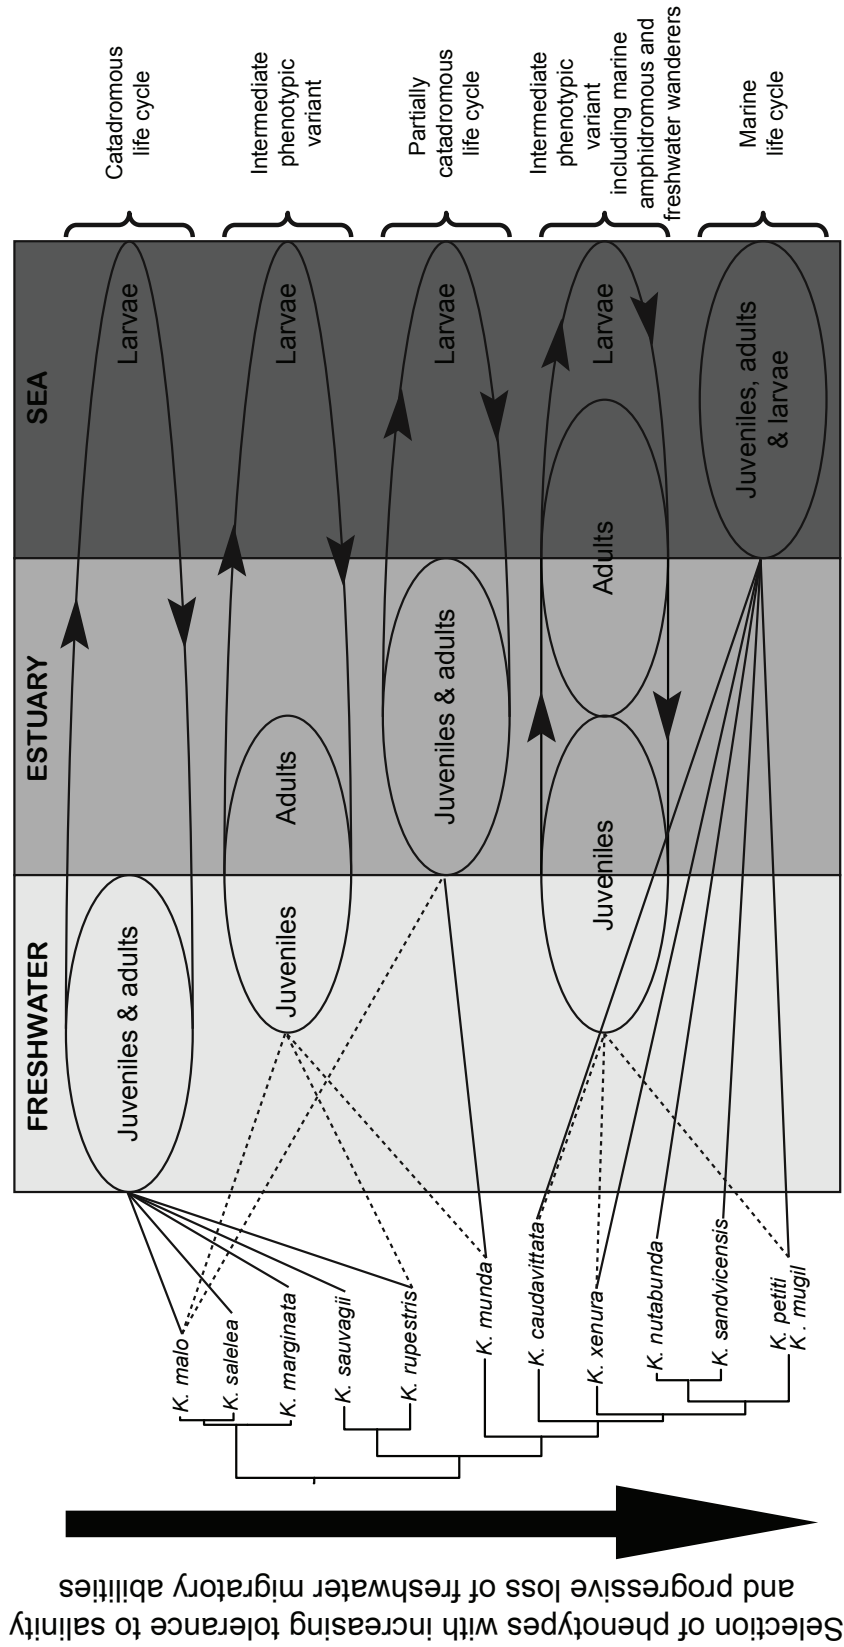 Catadromous
life cycle
Intermediate
phenotypic
variant
Partially
catadromous
life cycle
Intermediate
phenotypic
variant
including marine
amphidromous and
freshwater wanderers
Marine
life cycle
SEA
ESTUARY
FRESHWATER
Larvae
Juveniles & adults
Larvae
Adults
Juveniles
Larvae
Juveniles & adults
Larvae
Adults
Juveniles
Juveniles, adults
& larvae
K. malo
K. salelea
K. marginata
K. sauvagii
K. rupestris
K. munda
K. caudavittata
K. xenura
K. nutabunda
K. sandvicensis
K. petiti
K . mugil
Selection of phenotypes with increasing tolerance to salinity
and progressive loss of freshwater migratory abilities